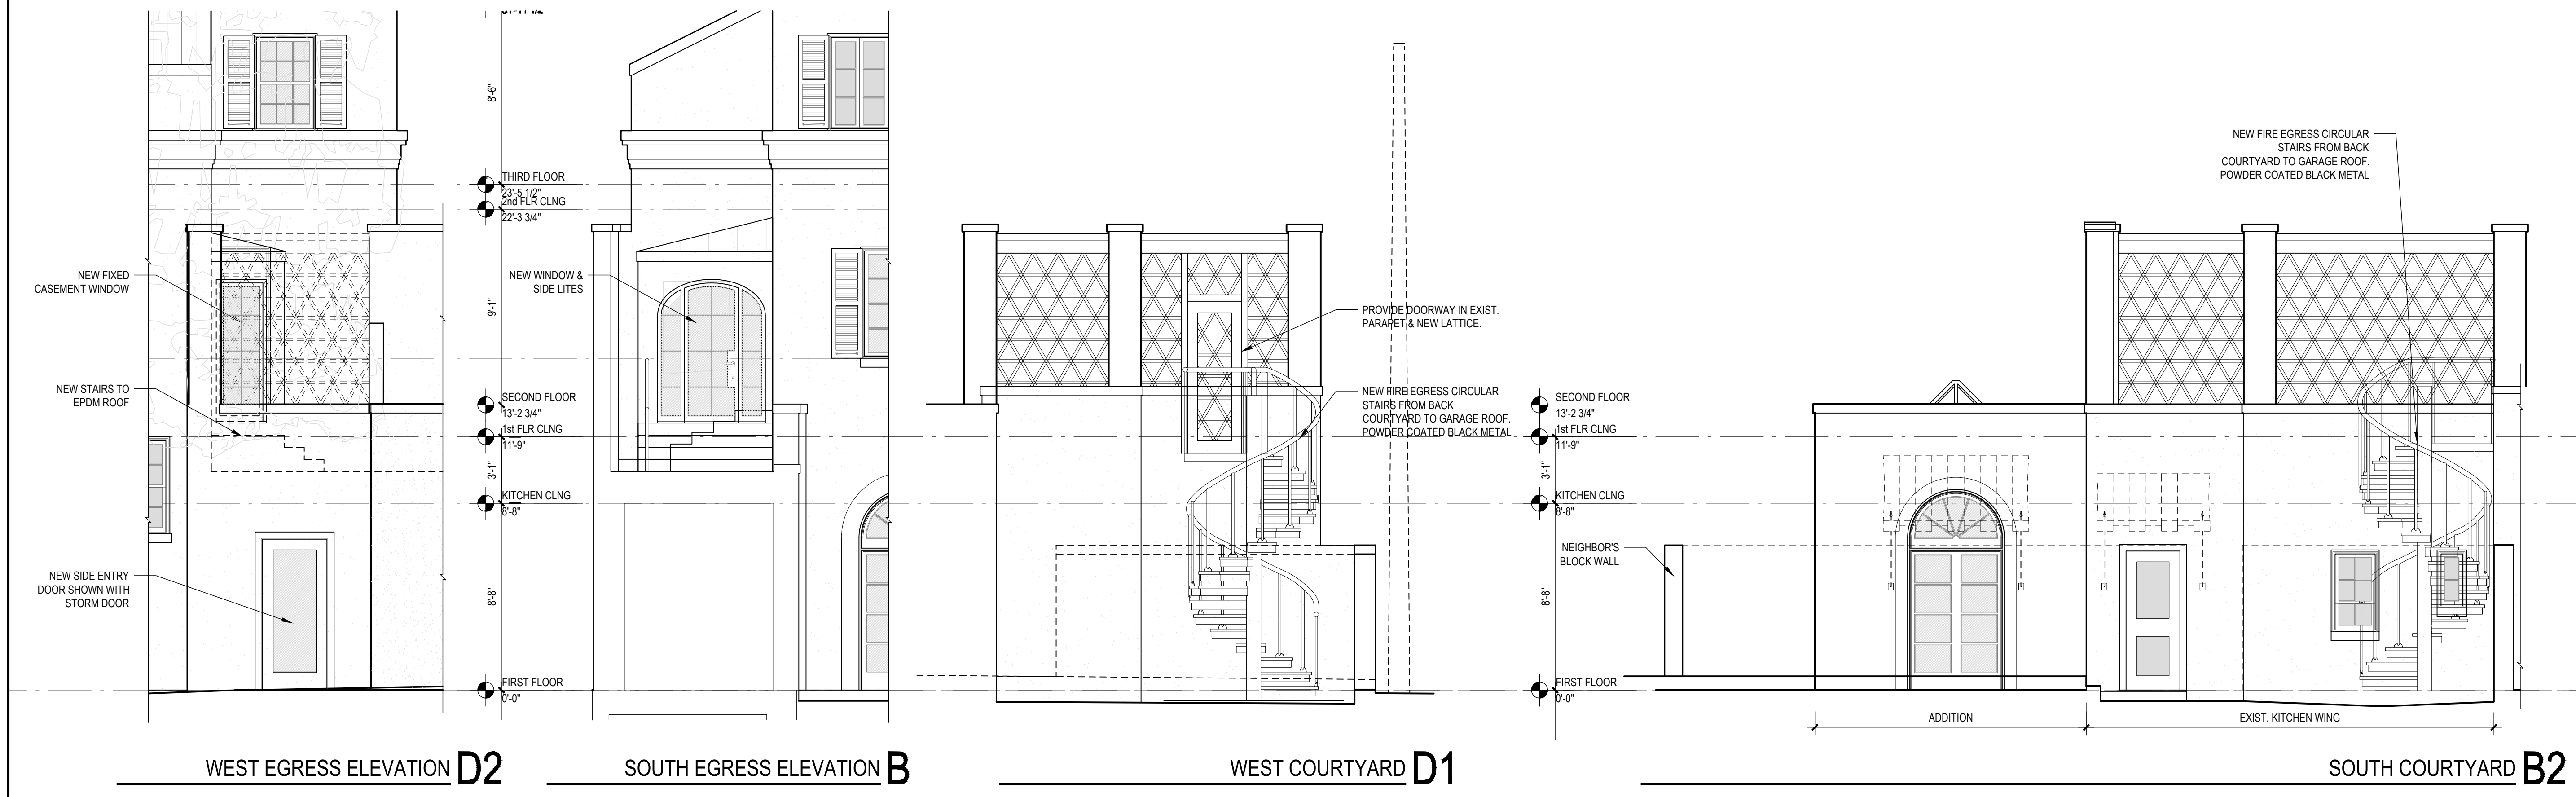 NEW FIXED
CASEMENT WINDOW
NEW STAIRS TO
EPDM ROOF
NEW SIDE ENTRY
DOOR SHOWN WITH
STORM DOOR
WEST EGRESS ELEVATION D2
8'-6"
THIRD FLOOR
23'-5 1/2"
2nd FLR CLNG
22'-3 3/4"
9'-1"
SECOND FLOOR
13'-2 3/4"
1st FLR CLNG
11'-9"
3'-1"
KITCHEN CLNG
8'-8"
8'-8"
FIRST FLOOR
0'-0"
NEW WINDOW &
SIDE LITES
SOUTH EGRESS ELEVATION B
PROVIDE DOORWAY IN EXIST.
PARAPET & NEW LATTICE.
NEW FIRE EGRESS CIRCULAR
STAIRS FROM BACK
COURTYARD TO GARAGE ROOF.
POWDER COATED BLACK METAL
WEST COURTYARD D1
SECOND FLOOR
13'-2 3/4"
1st FLR CLNG
11'-9"
3'-1"
KITCHEN CLNG
8'-8"
8'-8"
FIRST FLOOR
0'-0"
NEIGHBOR'S
BLOCK WALL
NEW FIRE EGRESS CIRCULAR
STAIRS FROM BACK
COURTYARD TO GARAGE ROOF.
POWDER COATED BLACK METAL
ADDITION
EXIST. KITCHEN WING
SOUTH COURTYARD B2